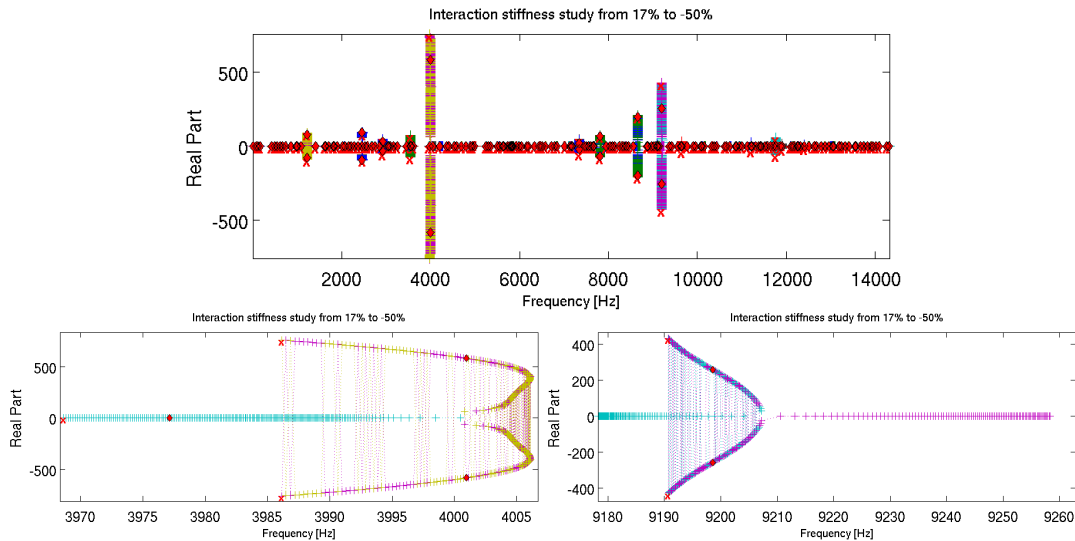 Interaction stiffness study from 17% to -50%
500
0
-500
Real Part
2000 4000 6000 8000 10000 12000 14000
Frequency [Hz]
Interaction stiffness study from 17% to -50%
500
0
-500
Real Part
3970 3975 3980 3985 3990 3995 4000 4005
Frequency [Hz]
Interaction stiffness study from 17% to -50%
400
200
0
-200
-400
Real Part
9180 9190 9200 9210 9220 9230 9240 9250 9260
Frequency [Hz]